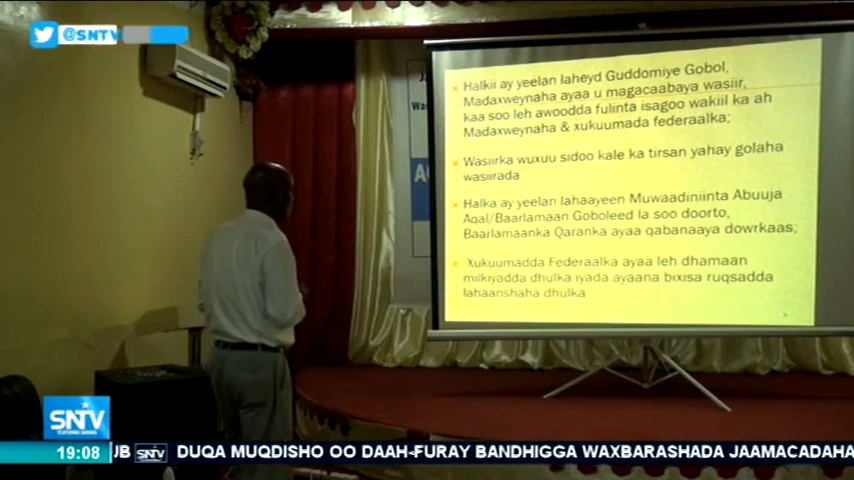 @SNTV
Halkii ay yeelan laheyd Guddomiye Gobol,
Madaxweynaha ayaa u magacaabaya wasiir,
kaa soo leh awoodda fulinta isagoo wakiil ka ah
Madaxweynaha & xukuumada federaalka;
Wasiirka wuxuu sidoo kale ka tirsan yahay golaha
wasiirada
Halka ay yeelan lahaayeen Muwaadiniinta Abuuja
Aqal/Baarlamaan Goboleed la soo doorto,
Baarlamaanka Qaranka ayaa qabanaaya dowrkaas;
Xukuumadda Federaalka ayaa leh dhamaan
milkiyadda dhulka iyada ayaana bixisa ruqsadda
lahaanshaha dhulka
SNTV
19:08
JB SNTV DUQA MUQDISHO OO DAAH-FURAY BANDHIGGA WAXBARASHADA JAAMACADAHA